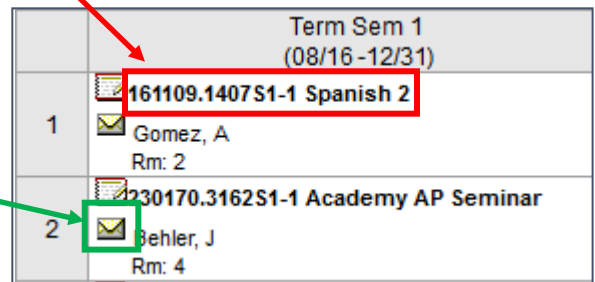 Term Sem 1
(08/16-12/31)
1
161109.1407S1-1 Spanish 2
Gomez, A
Rm: 2
2
230170.3162S1-1 Academy AP Seminar
Behler, J
Rm: 4